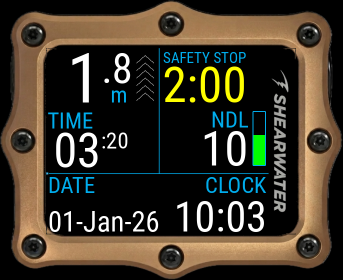 1.8 m
SAFETY STOP
2:00
TIME
03:20
NDL
10
DATE
01-Jan-26
CLOCK
10:03
SHEARWATER